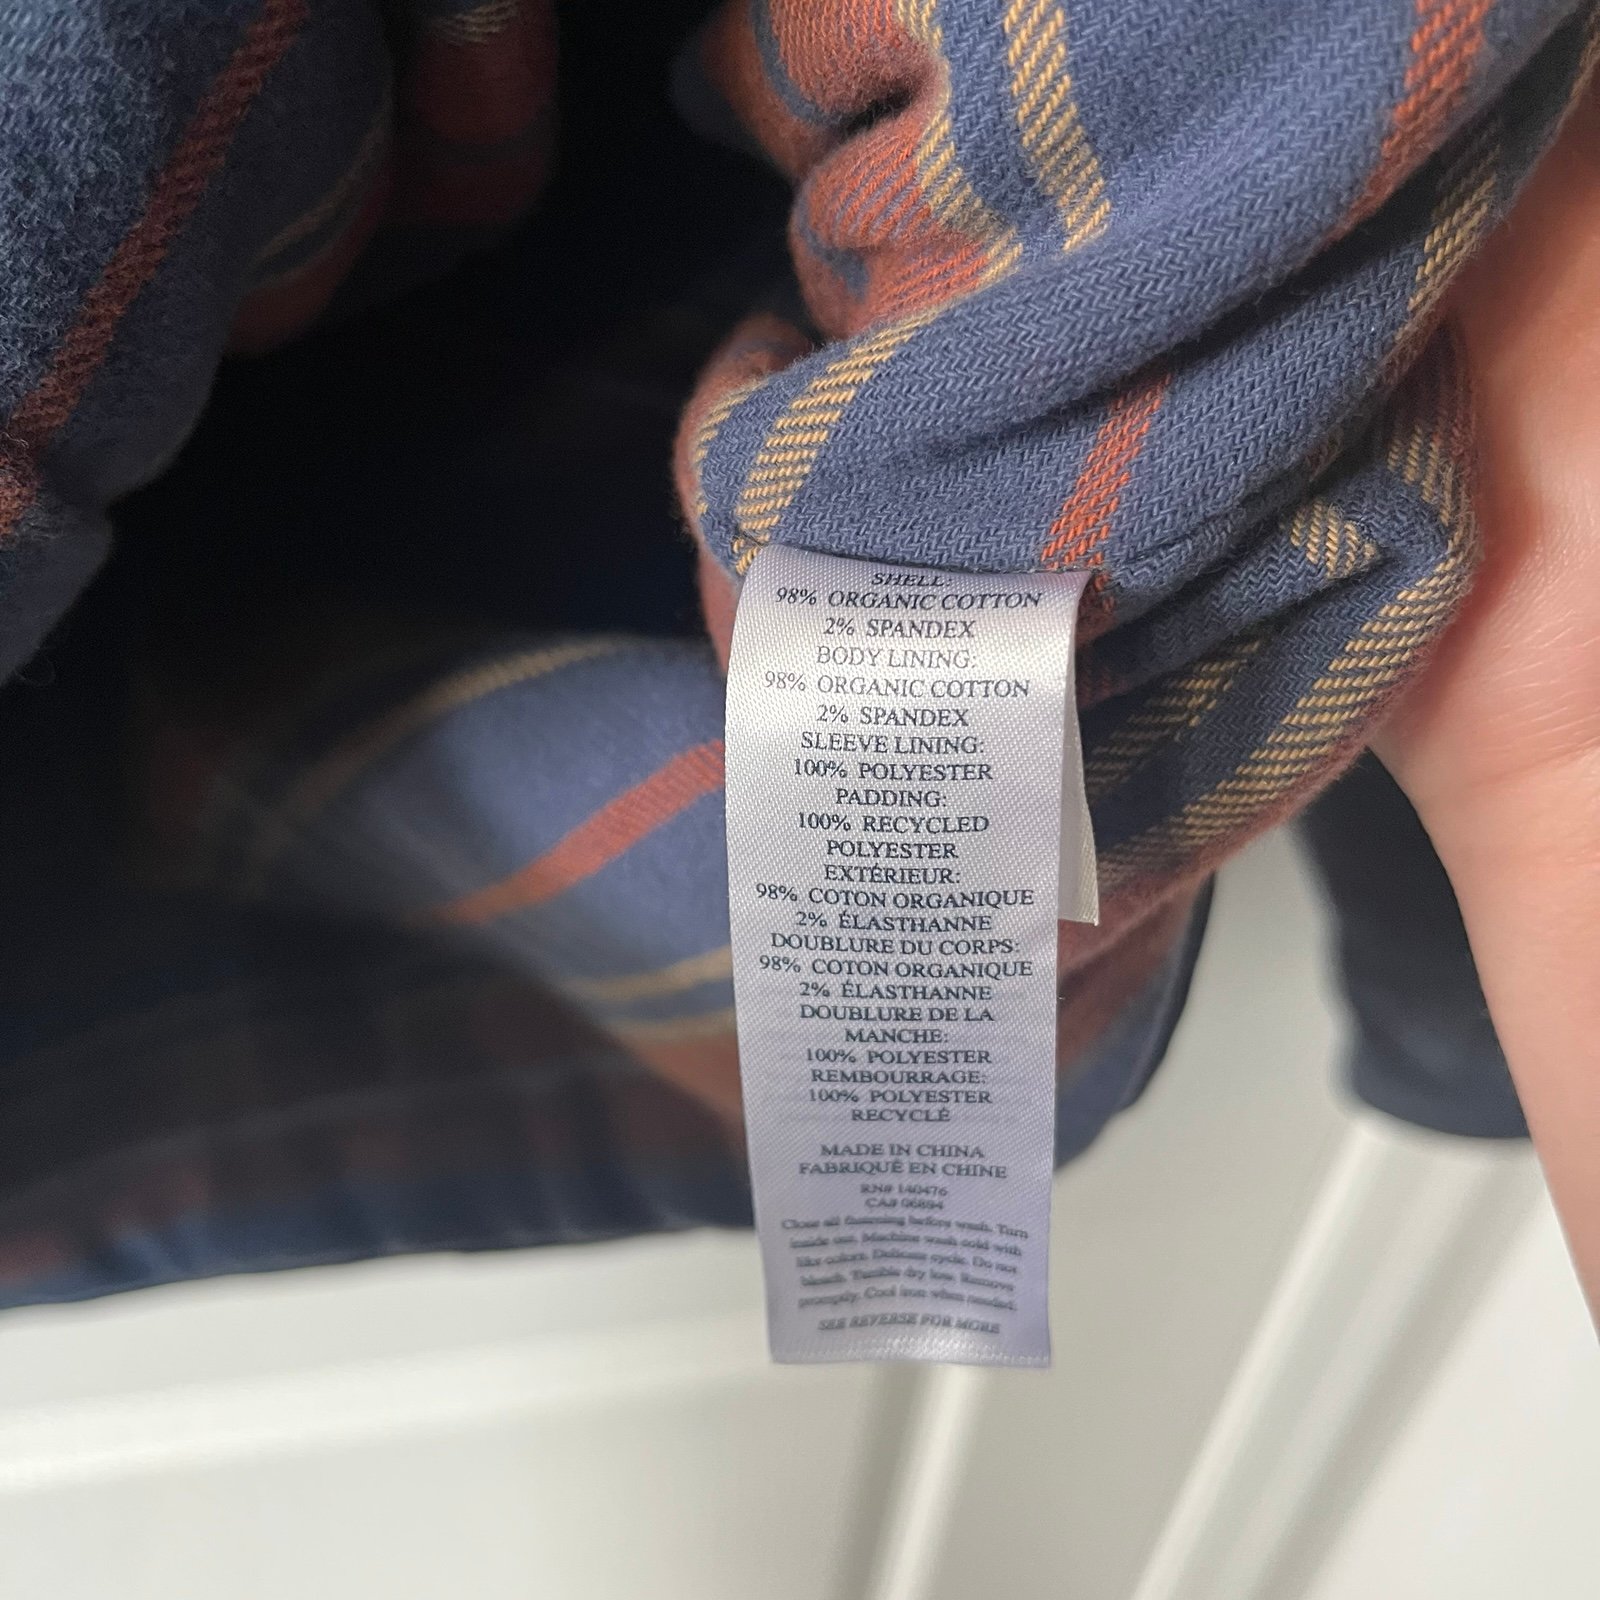 SHELL:
98% ORGANIC COTTON
2% SPANDEX
BODY LINING:
98% ORGANIC COTTON
2% SPANDEX
SLEEVE LINING:
100% POLYESTER
PADDING:
100% RECYCLED
POLYESTER
EXTÉRIEUR:
98% COTON ORGANIQUE
2% ÉLASTHANNE
DOUBLURE DU CORPS:
98% COTON ORGANIQUE
2% ÉLASTHANNE
DOUBLURE DE LA
MANCHE:
100% POLYESTER
REMBOURRAGE:
100% POLYESTER
RECYCLÉ
MADE IN CHINA
FABRIQUÉ EN CHINE
RN# 140476
CA# 06894
Close all fastening before wash. Turn
inside out. Machine wash cold with
like colors. Delicate cycle. Do not
bleach. Tumble dry low. Remove
promptly. Cool iron when needed.
SEE REVERSE FOR MORE